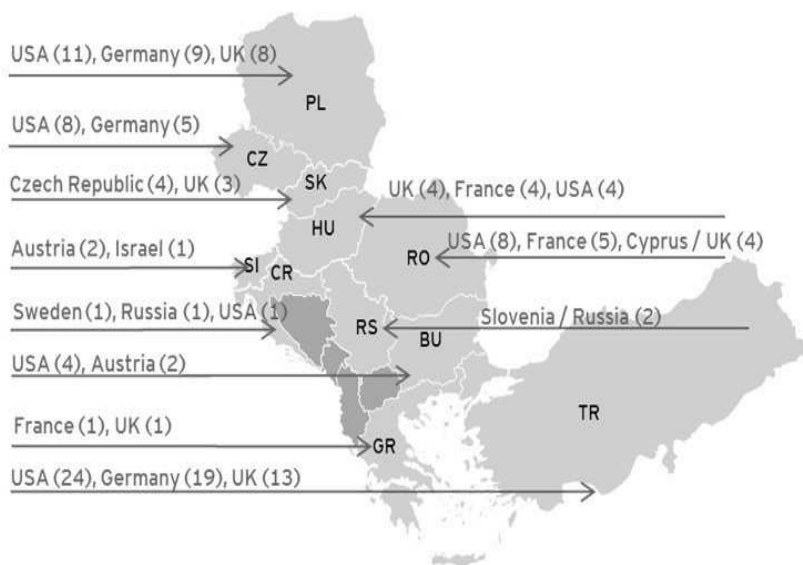 USA (11), Germany (9), UK (8)
PL
USA (8), Germany (5)
CZ
Czech Republic (4), UK (3)
SK
UK (4), France (4), USA (4)
HU
USA (8), France (5), Cyprus / UK (4)
RO
Austria (2), Israel (1)
SI
CR
Sweden (1), Russia (1), USA (1)
RS
Slovenia / Russia (2)
BU
USA (4), Austria (2)
TR
France (1), UK (1)
GR
USA (24), Germany (19), UK (13)